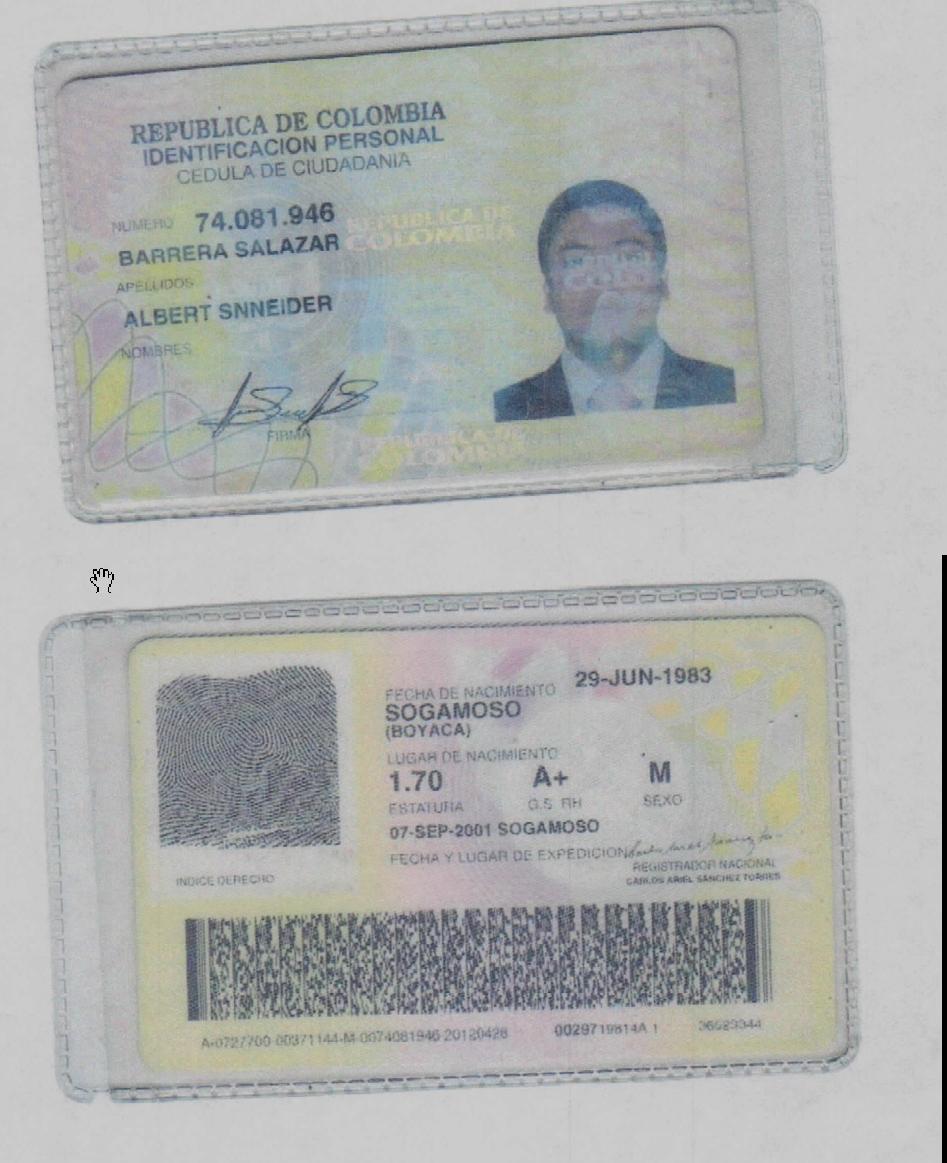 REPUBLICA DE COLOMBIA
IDENTIFICACION PERSONAL
CEDULA DE CIUDADANIA
NUMERO 74.081.946
BARRERA SALAZAR
APELLIDOS
ALBERT SNNEIDER
NOMBRES
FIRMA
REPUBLICA DE
COLOMBIA
REPUBLICA DE
COLOMBIA
FECHA DE NACIMIENTO 29-JUN-1983
SOGAMOSO
(BOYACA)
LUGAR DE NACIMIENTO
1.70 A+ M
ESTATURA G.S. RH SEXO
07-SEP-2001 SOGAMOSO
FECHA Y LUGAR DE EXPEDICION
REGISTRADOR NACIONAL
CARLOS ARIEL SANCHEZ TORRES
INDICE DERECHO
A-0727700-00371144-M-0074081946-20120428 0029719814A 1